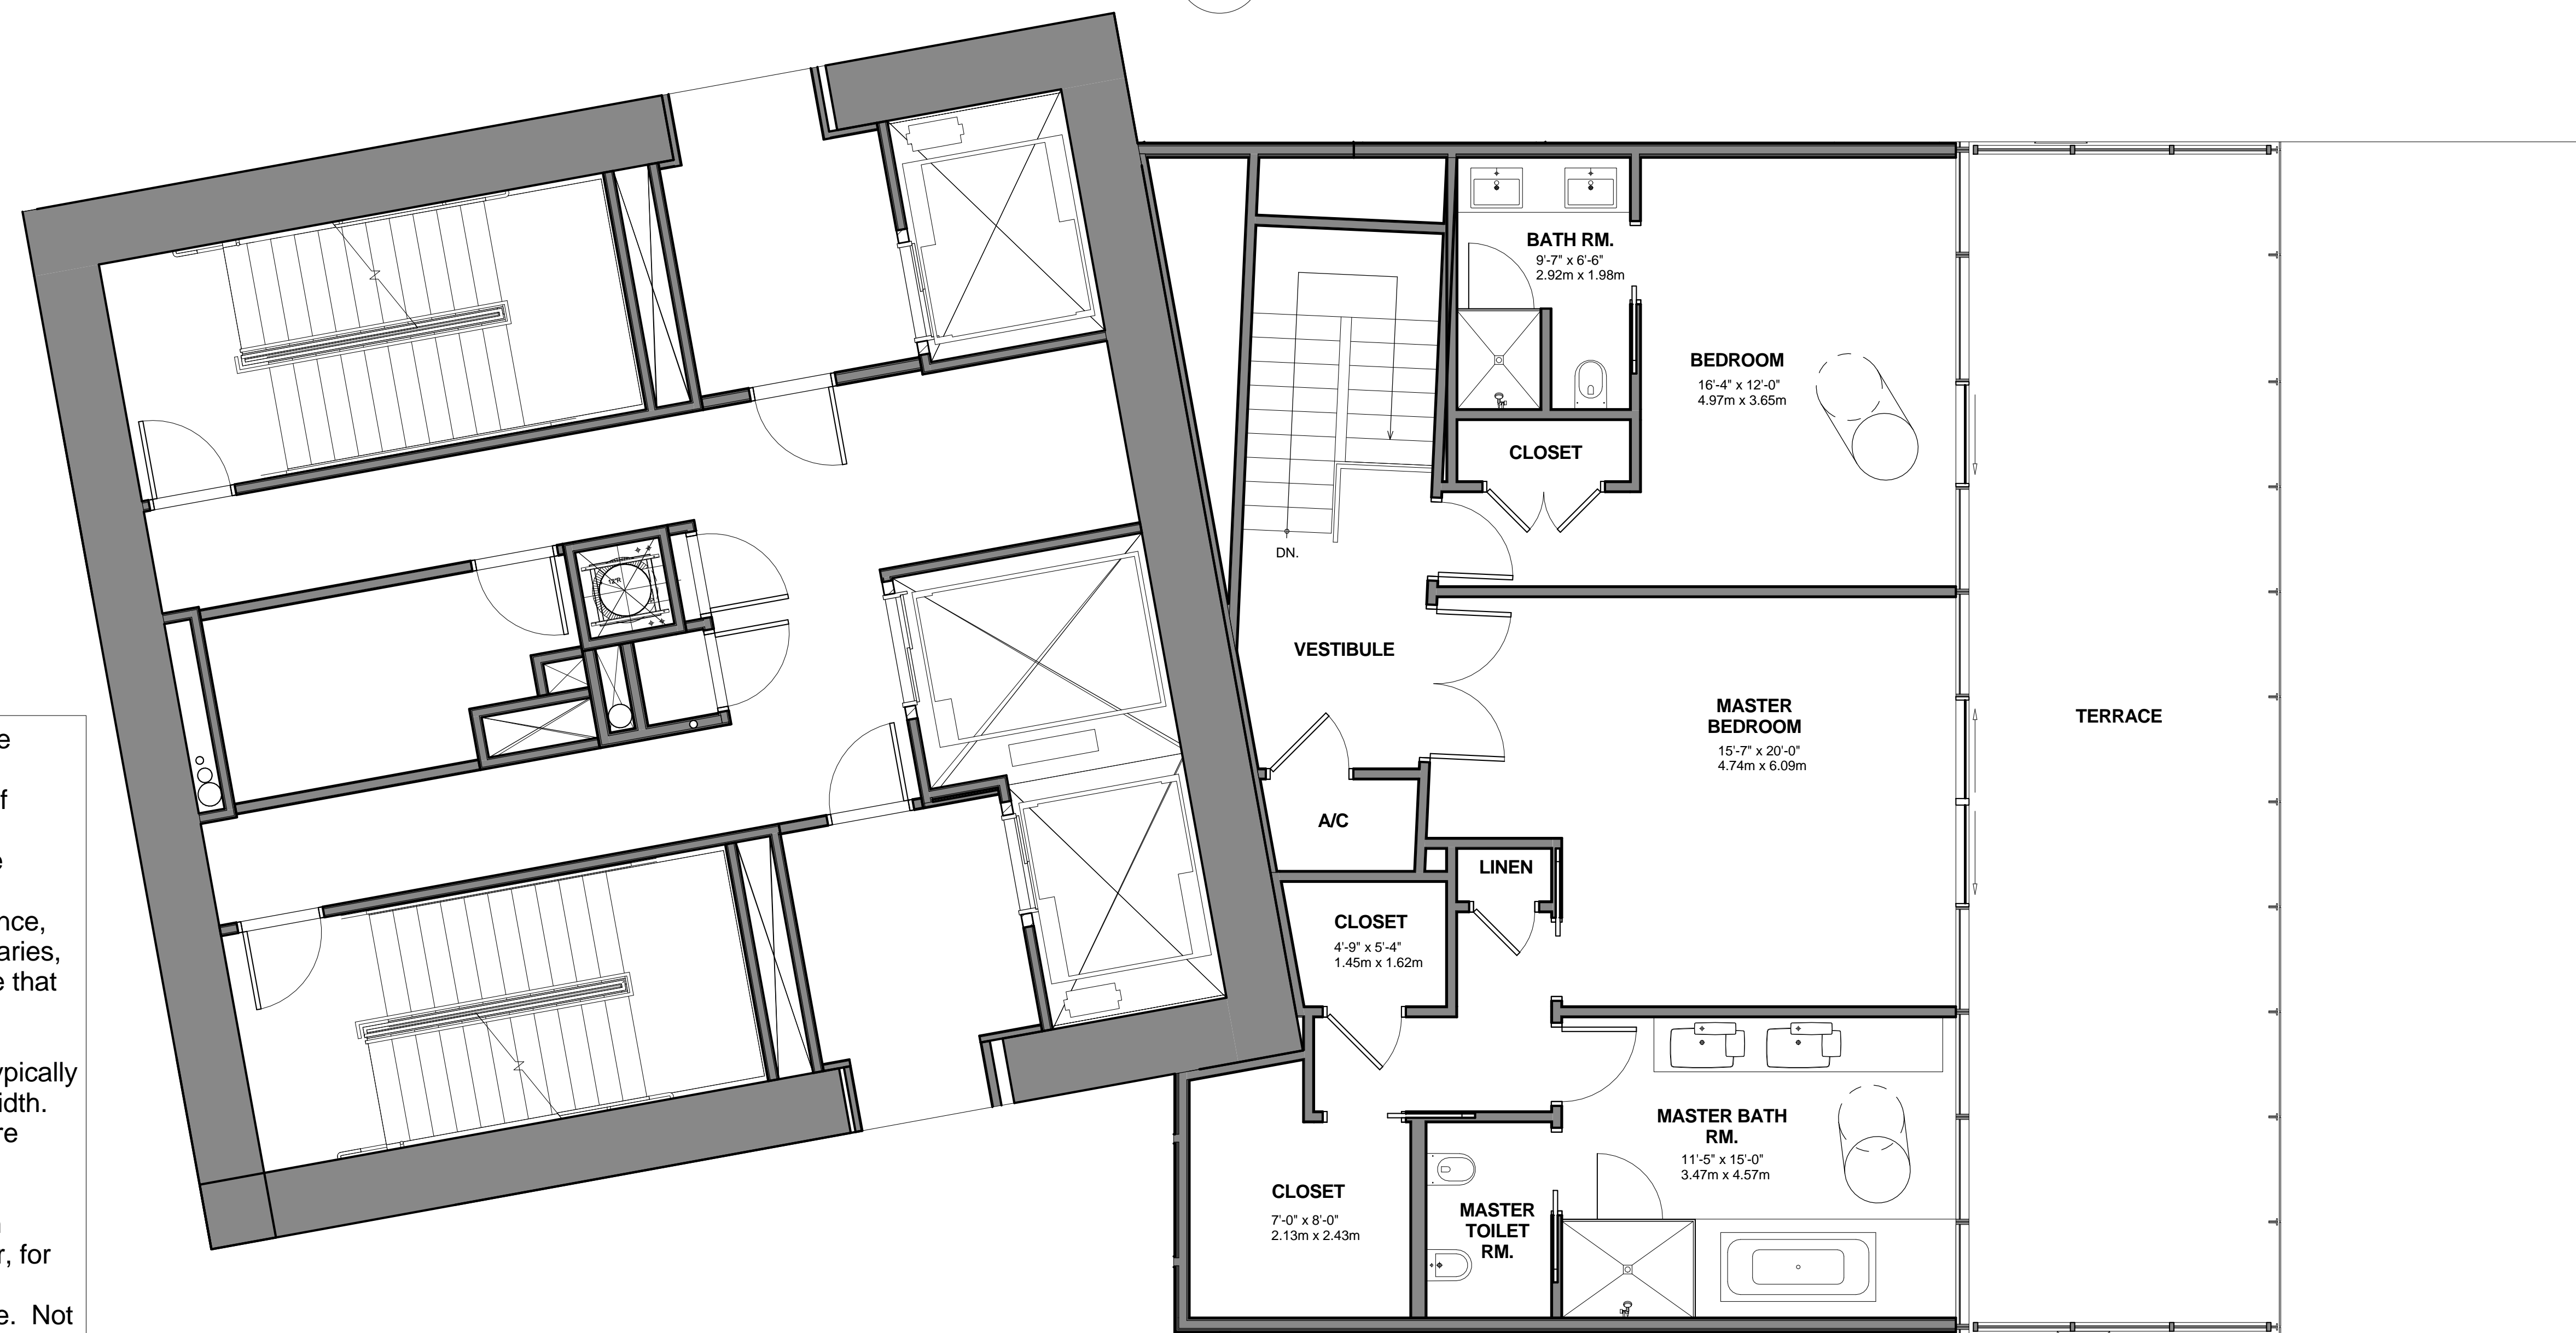 BATH RM.
9'-7" x 6'-6"
2.92m x 1.98m
BEDROOM
16'-4" x 12'-0"
4.97m x 3.65m
CLOSET
DN.
12"R
VESTIBULE
MASTER
BEDROOM
15'-7" x 20'-0"
4.74m x 6.09m
TERRACE
A/C
LINEN
CLOSET
4'-9" x 5'-4"
1.45m x 1.62m
MASTER BATH
RM.
11'-5" x 15'-0"
3.47m x 4.57m
CLOSET
7'-0" x 8'-0"
2.13m x 2.43m
MASTER
TOILET
RM.
e
f
e
nce,
aries,
e that
ypically
idth.
re
r, for
e. Not